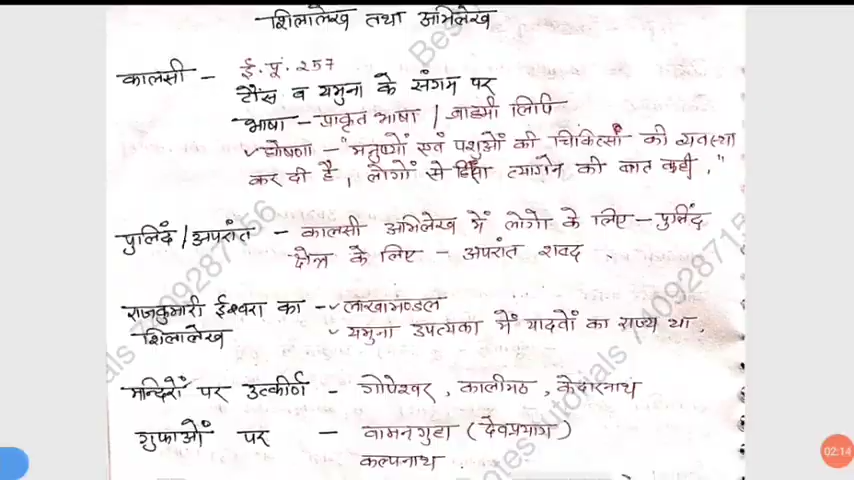 शिलालेख तथा अभिलेख
कालसी – ई. पू. 257
टौंस व यमुना के संगम पर
भाषा – प्राकृत भाषा / ब्राह्मी लिपि
घोषणा – "मनुष्यों एवं पशुओं की चिकित्सा की व्यवस्था
कर दी है, लोगों से हिंसा त्यागेन की बात कही."
पुलिंद / अपरांत – कालसी अभिलेख में लोगो के लिए – पुलिंद
क्षेत्र के लिए – अपरांत शब्द .
राजकुमारी ईश्वरा का – लाखामण्डल
शिलालेख यमुना उपत्यका में यादवों का राज्य था .
मन्दिरों पर उत्कीर्ण – गोपेश्वर , कालीमठ , केदारनाथ
गुफाओं पर – वामनगुहा (देवप्रयाग)
कल्पनाथ .
02:14